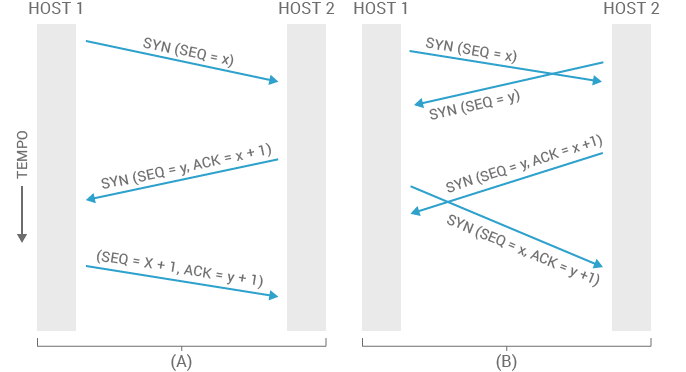 HOST 1
HOST 2
HOST 1
HOST 2
SYN (SEQ = x)
SYN (SEQ = x)
SYN (SEQ = y)
TEMPO
SYN (SEQ = y, ACK = x + 1)
SYN (SEQ = y, ACK = x +1)
(SEQ = X + 1, ACK = y + 1)
SYN (SEQ = x, ACK = y +1)
(A)
(B)